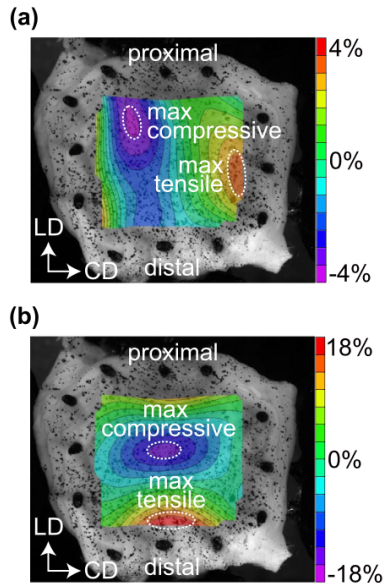 (a)
proximal
4%
max
compressive
max
tensile
0%
LD
CD
distal
-4%
(b)
proximal
18%
max
compressive
0%
max
tensile
LD
CD
distal
-18%